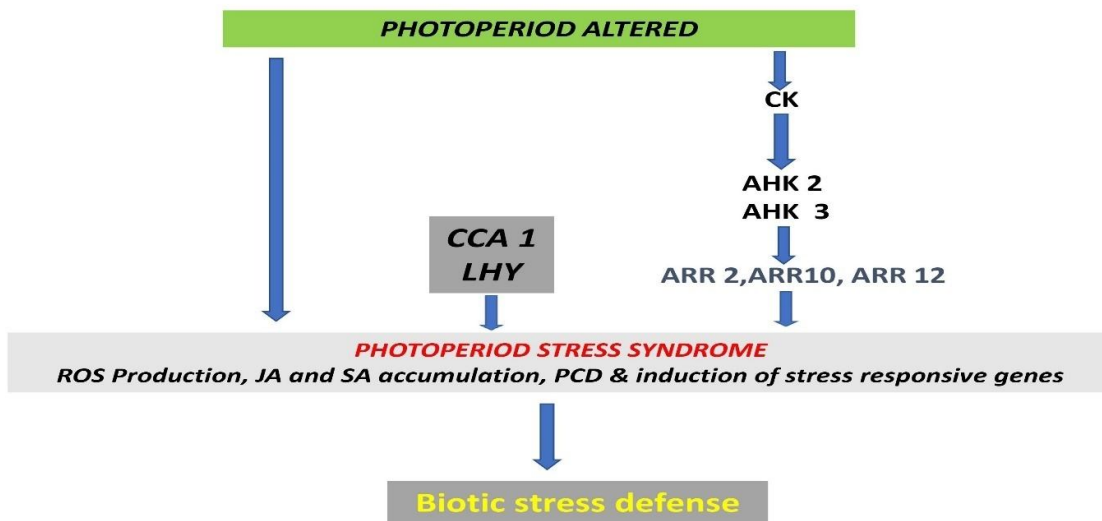 PHOTOPERIOD ALTERED
CK
AHK 2
AHK 3
CCA 1
LHY
ARR 2,ARR10, ARR 12
PHOTOPERIOD STRESS SYNDROME
ROS Production, JA and SA accumulation, PCD & induction of stress responsive genes
Biotic stress defense